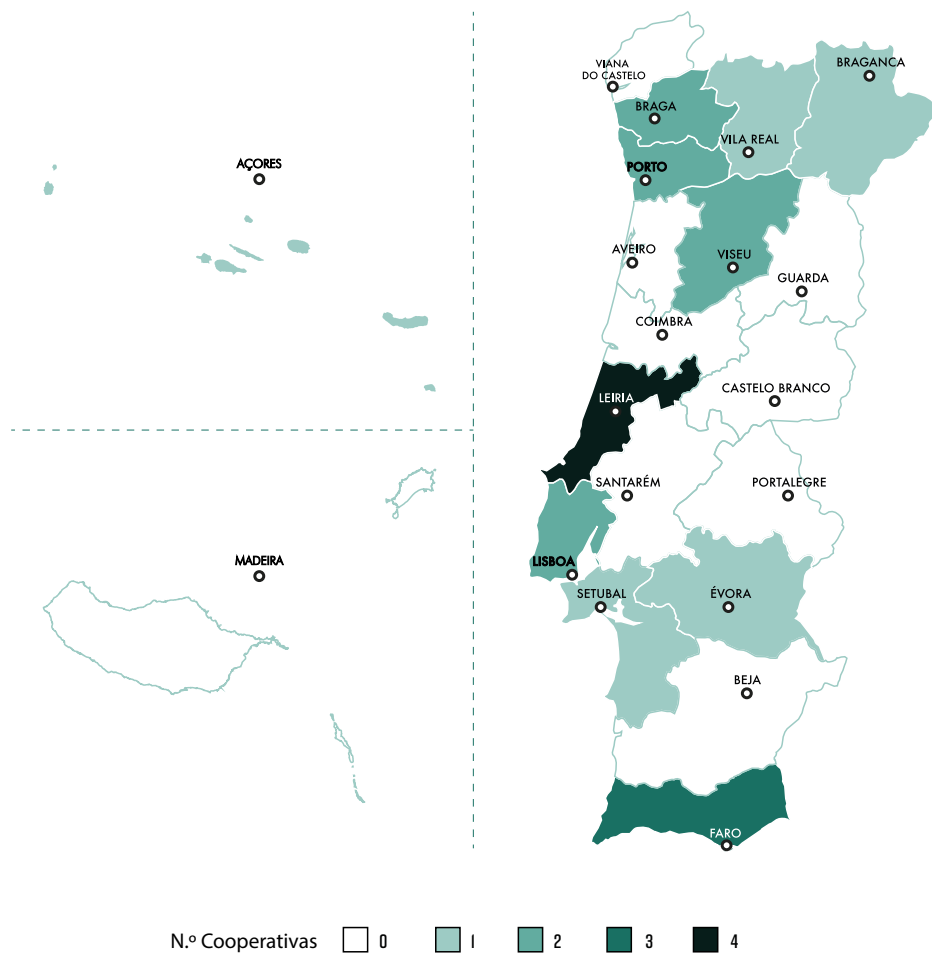 AÇORES
MADEIRA
VIANA
DO CASTELO
BRAGANCA
BRAGA
VILA REAL
PORTO
AVEIRO
VISEU
GUARDA
COIMBRA
CASTELO BRANCO
LEIRIA
SANTARÉM
PORTALEGRE
LISBOA
SETUBAL
ÉVORA
BEJA
FARO
N.º Cooperativas 0 1 2 3 4